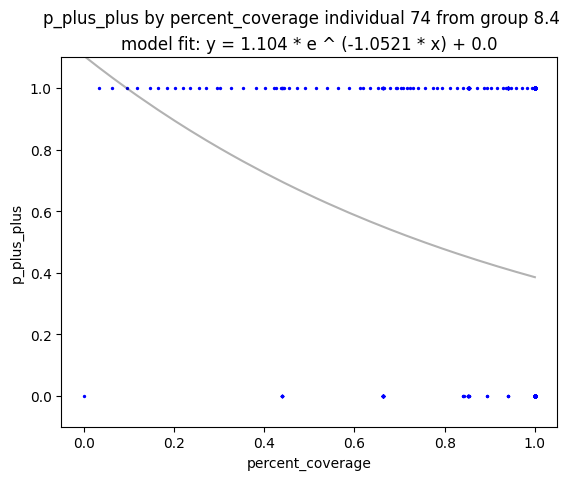 p_plus_plus by percent_coverage individual 74 from group 8.4
model fit: y = 1.104 * e ^ (-1.0521 * x) + 0.0
1.0
0.8
0.6
0.4
0.2
0.0
p_plus_plus
0.0 0.2 0.4 0.6 0.8 1.0
percent_coverage